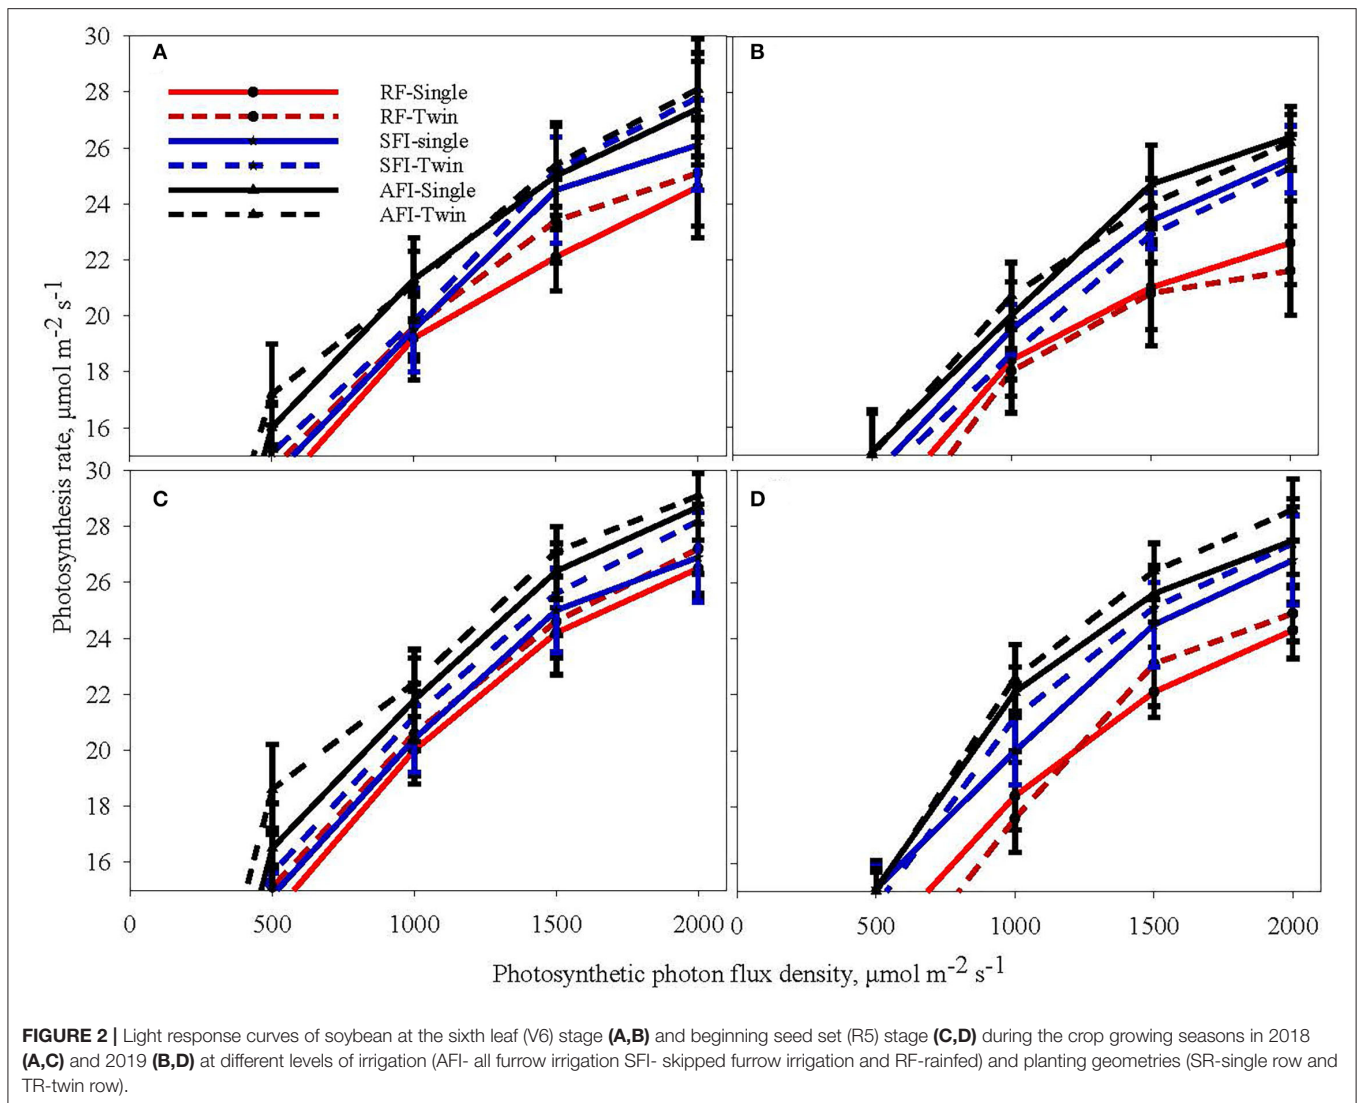 30
28
26
24
22
20
18
16
A
RF-Single
RF-Twin
SFI-single
SFI-Twin
AFI-Single
AFI-Twin
B
30
28
26
24
22
20
18
16
C
D
0
500
1000
1500
2000
0
500
1000
1500
2000
Photosynthesis rate, µmol m-2 s-1
Photosynthetic photon flux density, µmol m-2 s-1
FIGURE 2 | Light response curves of soybean at the sixth leaf (V6) stage (A,B) and beginning seed set (R5) stage (C,D) during the crop growing seasons in 2018
(A,C) and 2019 (B,D) at different levels of irrigation (AFI- all furrow irrigation SFI- skipped furrow irrigation and RF-rainfed) and planting geometries (SR-single row and
TR-twin row).